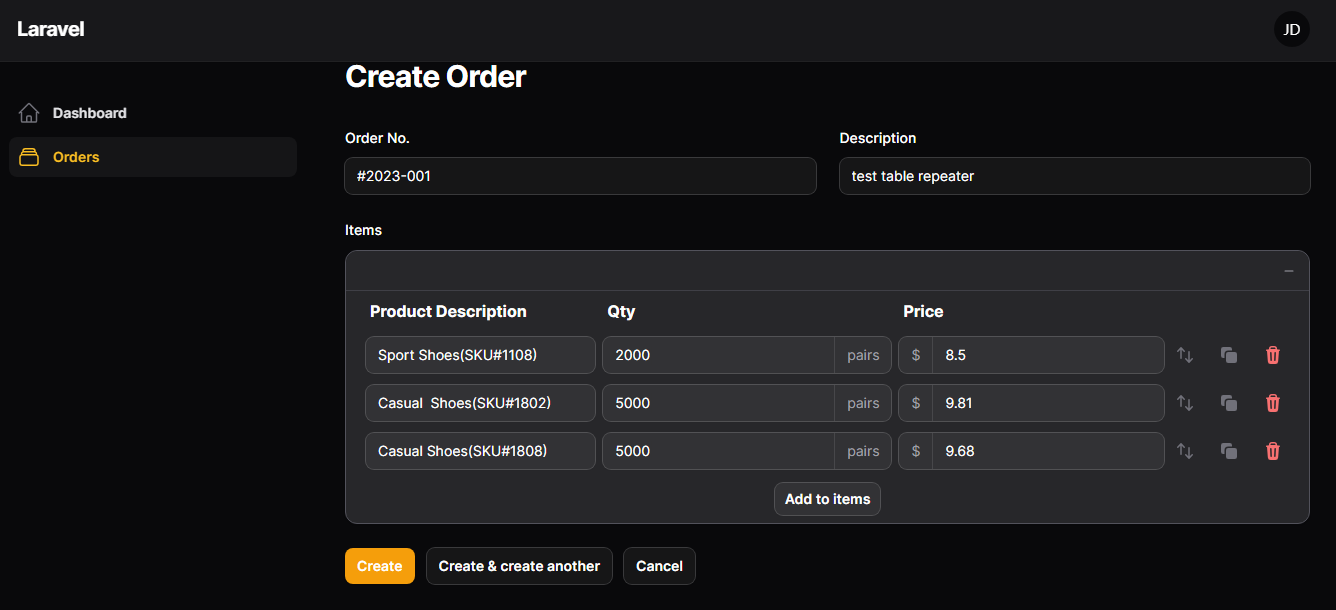 Laravel
JD
Dashboard
Orders
Create Order
Order No.
Description
#2023-001
test table repeater
Items
Product Description Qty Price
Sport Shoes(SKU#1108) 2000 pairs $ 8.5
Casual  Shoes(SKU#1802) 5000 pairs $ 9.81
Casual Shoes(SKU#1808) 5000 pairs $ 9.68
Add to items
Create Create & create another Cancel